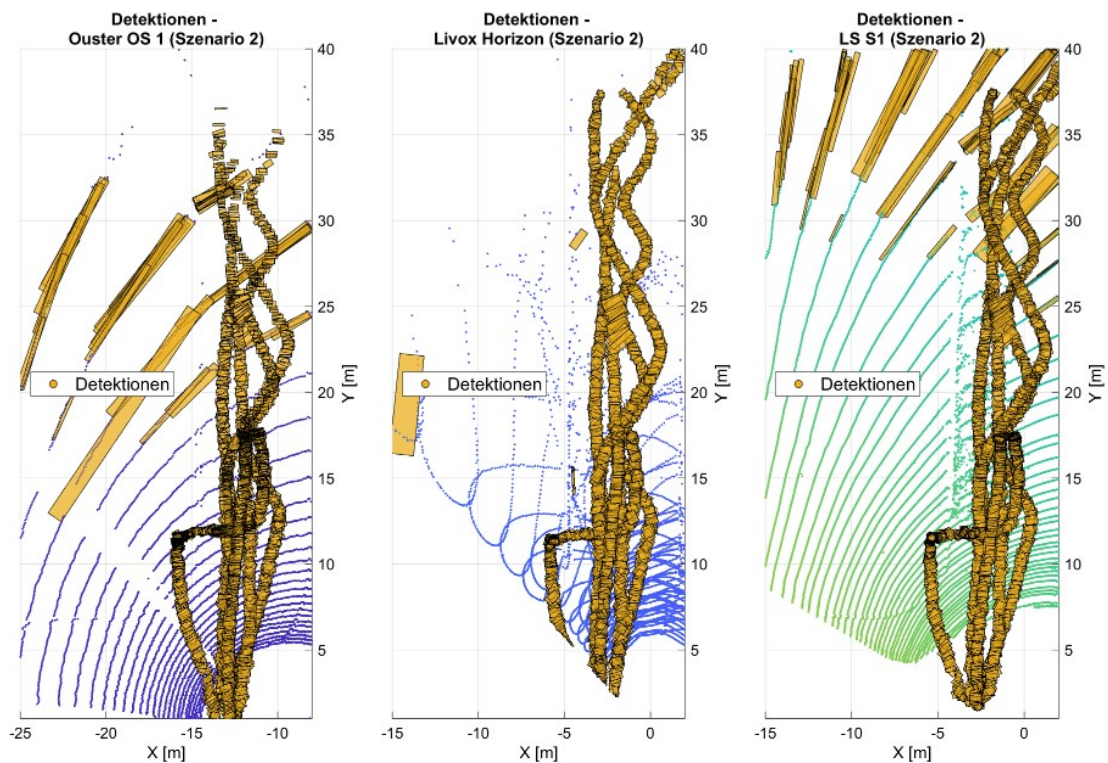 Detektionen -
Ouster OS 1 (Szenario 2)
40
35
30
25
20
15
10
5
Y [m]
Detektionen
-25
-20
-15
-10
X [m]
Detektionen -
Livox Horizon (Szenario 2)
40
35
30
25
20
15
10
5
Y [m]
Detektionen
-15
-10
-5
0
X [m]
Detektionen -
LS S1 (Szenario 2)
40
35
30
25
20
15
10
5
Y [m]
Detektionen
-15
-10
-5
0
X [m]